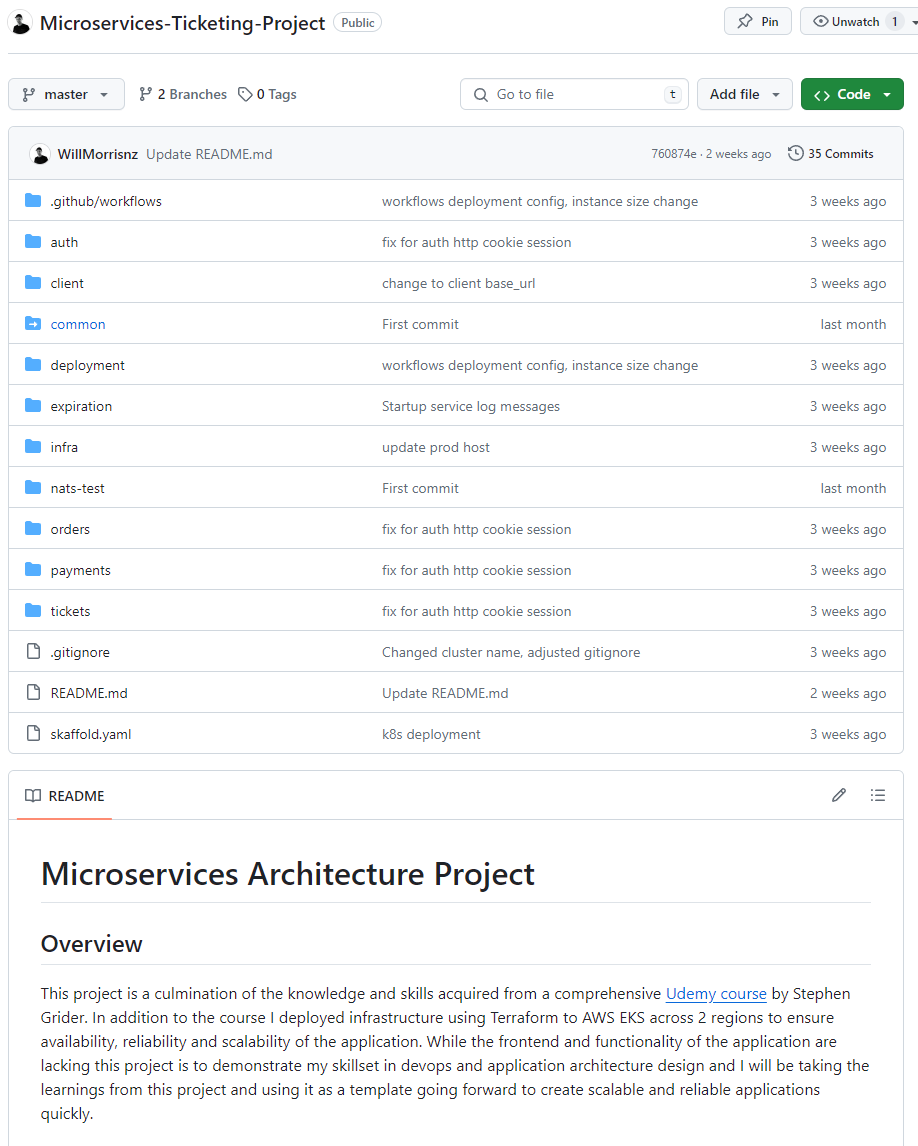 Microservices-Ticketing-Project Public Pin Unwatch 1
master 2 Branches 0 Tags Go to file t Add file Code
WillMorrisnz Update README.md 760874e · 2 weeks ago 35 Commits
.github/workflows workflows deployment config, instance size change 3 weeks ago
auth fix for auth http cookie session 3 weeks ago
client change to client base_url 3 weeks ago
common First commit last month
deployment workflows deployment config, instance size change 3 weeks ago
expiration Startup service log messages 3 weeks ago
infra update prod host 3 weeks ago
nats-test First commit last month
orders fix for auth http cookie session 3 weeks ago
payments fix for auth http cookie session 3 weeks ago
tickets fix for auth http cookie session 3 weeks ago
.gitignore Changed cluster name, adjusted gitignore 3 weeks ago
README.md Update README.md 2 weeks ago
skaffold.yaml k8s deployment 3 weeks ago
README
Microservices Architecture Project
Overview
This project is a culmination of the knowledge and skills acquired from a comprehensive Udemy course by Stephen
Grider. In addition to the course I deployed infrastructure using Terraform to AWS EKS across 2 regions to ensure
availability, reliability and scalability of the application. While the frontend and functionality of the application are
lacking this project is to demonstrate my skillset in devops and application architecture design and I will be taking the
learnings from this project and using it as a template going forward to create scalable and reliable applications
quickly.